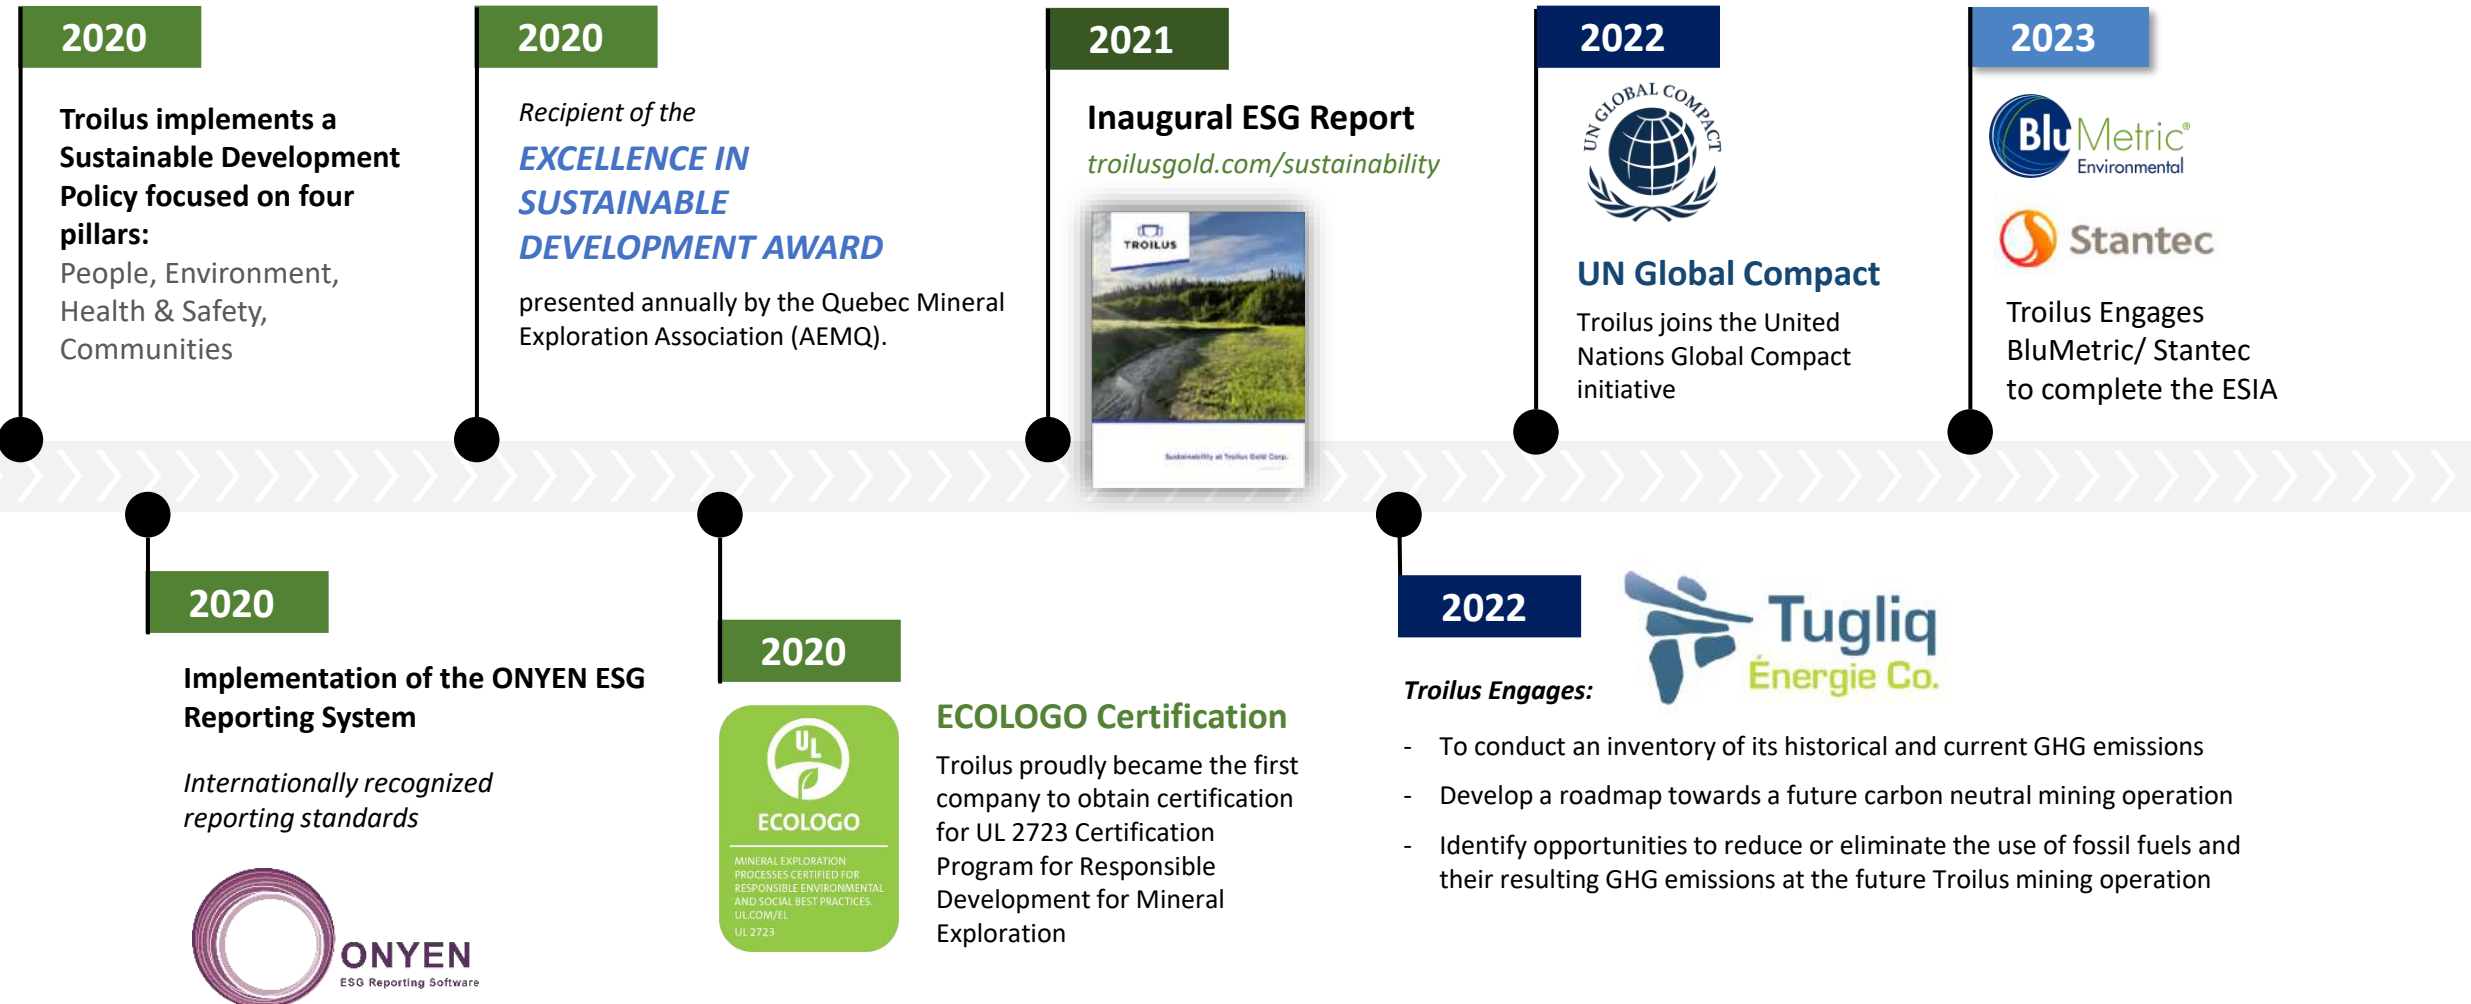 2020
Troilus implements a
Sustainable Development
Policy focused on four
pillars:
People, Environment,
Health & Safety,
Communities
2020
Recipient of the
EXCELLENCE IN
SUSTAINABLE
DEVELOPMENT AWARD
presented annually by the Quebec Mineral
Exploration Association (AEMQ).
2021
Inaugural ESG Report
troilusgold.com/sustainability
TROILUS
Sustainability at Troilus Gold Corp.
2022
UN GLOBAL COMPACT
UN Global Compact
Troilus joins the United
Nations Global Compact
initiative
2023
BluMetric®
Environmental
Stantec
Troilus Engages
BluMetric/ Stantec
to complete the ESIA
2020
Implementation of the ONYEN ESG
Reporting System
Internationally recognized
reporting standards
ONYEN
ESG Reporting Software
2020
UL
ECOLOGO
MINERAL EXPLORATION
PROCESSES CERTIFIED FOR
RESPONSIBLE ENVIRONMENTAL
AND SOCIAL BEST PRACTICES.
UL.COM/EL
UL 2723
ECOLOGO Certification
Troilus proudly became the first
company to obtain certification
for UL 2723 Certification
Program for Responsible
Development for Mineral
Exploration
2022
Tugliq
Énergie Co.
Troilus Engages:
- To conduct an inventory of its historical and current GHG emissions
- Develop a roadmap towards a future carbon neutral mining operation
- Identify opportunities to reduce or eliminate the use of fossil fuels and
their resulting GHG emissions at the future Troilus mining operation